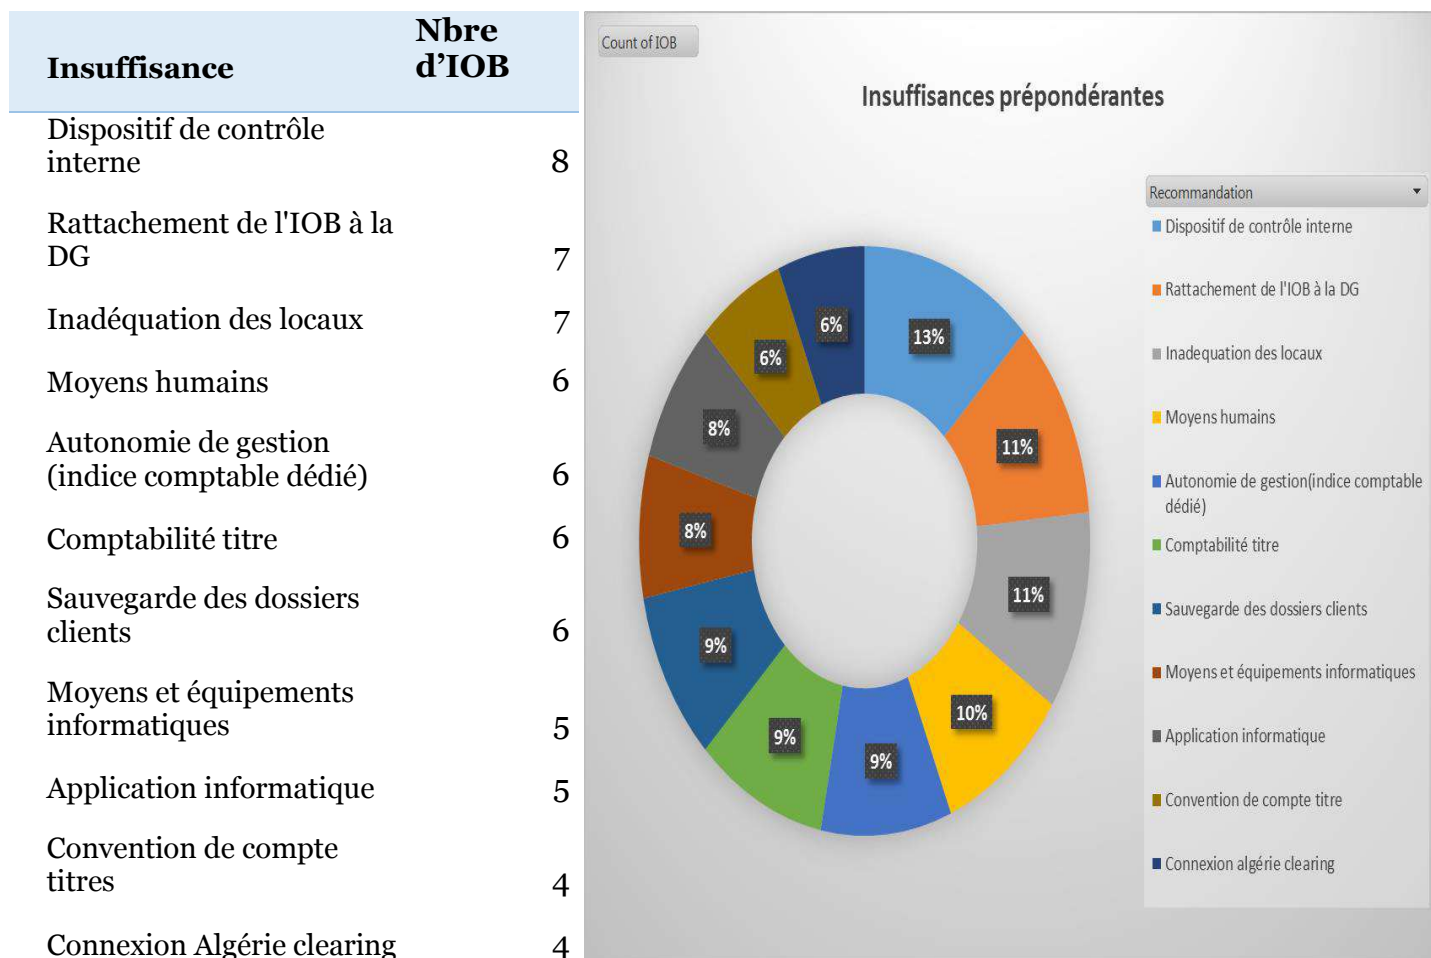 Insuffisance
Nbre
d’IOB
Dispositif de contrôle
interne
8
Rattachement de l'IOB à la
DG
7
Inadéquation des locaux
7
Moyens humains
6
Autonomie de gestion
(indice comptable dédié)
6
Comptabilité titre
6
Sauvegarde des dossiers
clients
6
Moyens et équipements
informatiques
5
Application informatique
5
Convention de compte
titres
4
Connexion Algérie clearing
4
Count of IOB
Insuffisances prépondérantes
13%
11%
11%
10%
9%
9%
9%
8%
8%
6%
6%
Recommandation
Dispositif de contrôle interne
Rattachement de l'IOB à la DG
Inadequation des locaux
Moyens humains
Autonomie de gestion(indice comptable
dédié)
Comptabilité titre
Sauvegarde des dossiers clients
Moyens et équipements informatiques
Application informatique
Convention de compte titre
Connexion algérie clearing